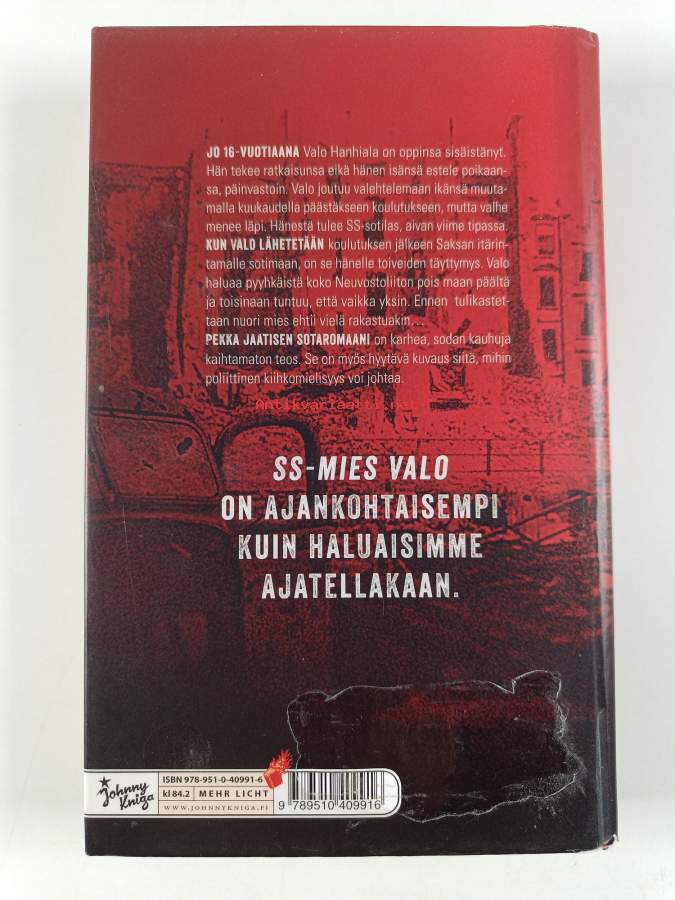 JO 16-VUOTIAANA Valo Hanhiala on oppinsa sisäistänyt.
Hän tekee ratkaisunsa eikä hänen isänsä estele poikaan-
sa, päinvastoin. Valo joutuu valehtelemaan ikänsä muuta-
malla kuukaudella päästäkseen koulutukseen, mutta valhe
menee läpi. Hänestä tulee SS-sotilas, aivan viime tipassa.
KUN VALO LÄHETETÄÄN koulutuksen jälkeen Saksan itärin-
tamalle sotimaan, on se hänelle toiveiden täyttymys. Valo
haluaa pyyhkäistä koko Neuvostoliiton pois maan päältä
ja toisinaan tuntuu, että vaikka yksin. Ennen tulikastet-
taan nuori mies ehtii vielä rakastuakin...
PEKKA JAATISEN SOTAROMAANI on karhea, sodan kauhuja
kaihtamaton teos. Se on myös hyytävä kuvaus siitä, mihin
poliittinen kiihkomielisyys voi johtaa.
Antikvariaatti.net
SS-MIES VALO
ON AJANKOHTAISEMPI
KUIN HALUAISIMME
AJATELLAKAAN.
Johnny
Kniga
ISBN 978-951-0-40991-6
kl 84.2 MEHR LICHT
WWW.JOHNNYKNIGA.FI
9 789510 409916